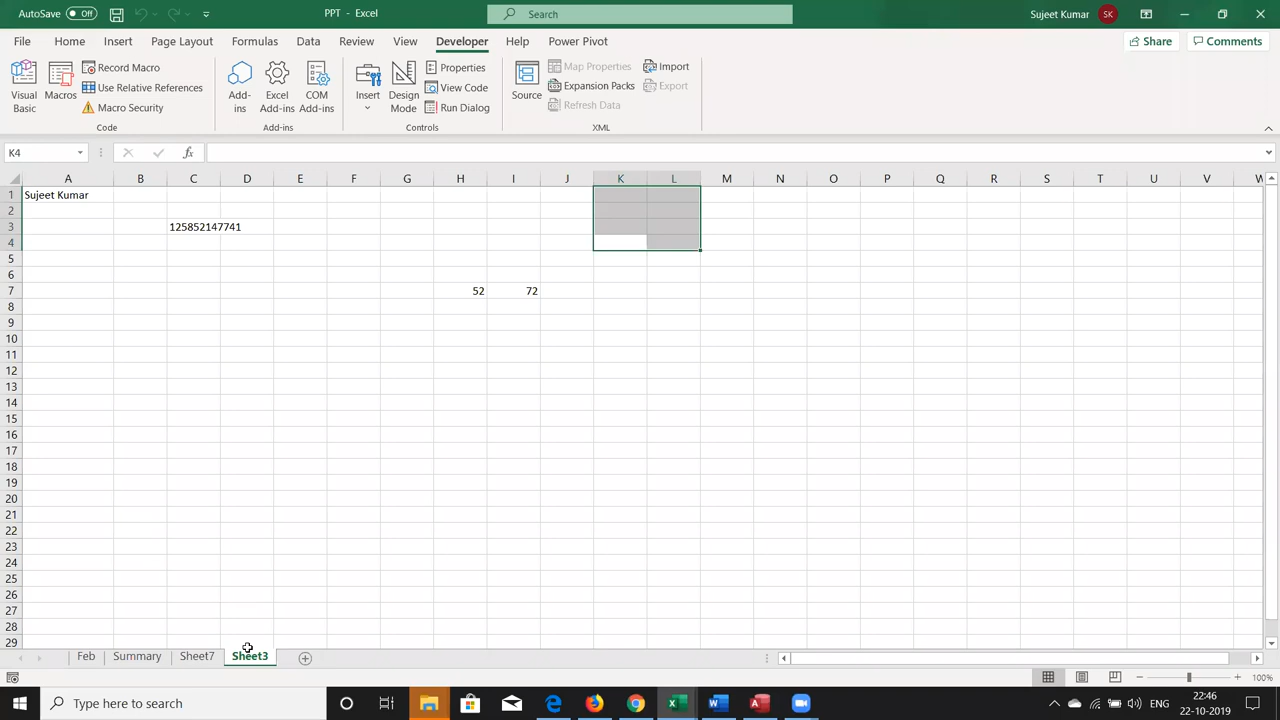 AutoSave Off PPT - Excel Search Sujeet Kumar SK
File Home Insert Page Layout Formulas Data Review View Developer Help Power Pivot Share Comments
Visual Basic
Macros
Record Macro
Use Relative References
Macro Security
Code
Add-ins
Excel Add-ins
COM Add-ins
Add-ins
Insert
Design Mode
Properties
View Code
Run Dialog
Controls
Source
Map Properties
Expansion Packs
Refresh Data
Import
Export
XML
K4 fx
A B C D E F G H I J K L M N O P Q R S T U V W
1 Sujeet Kumar
2
3 125852147741
4
5
6
7 52 72
8
9
10
11
12
13
14
15
16
17
18
19
20
21
22
23
24
25
26
27
28
29
Feb Summary Sheet7 Sheet3
100%
Type here to search
ENG
22:46
22-10-2019